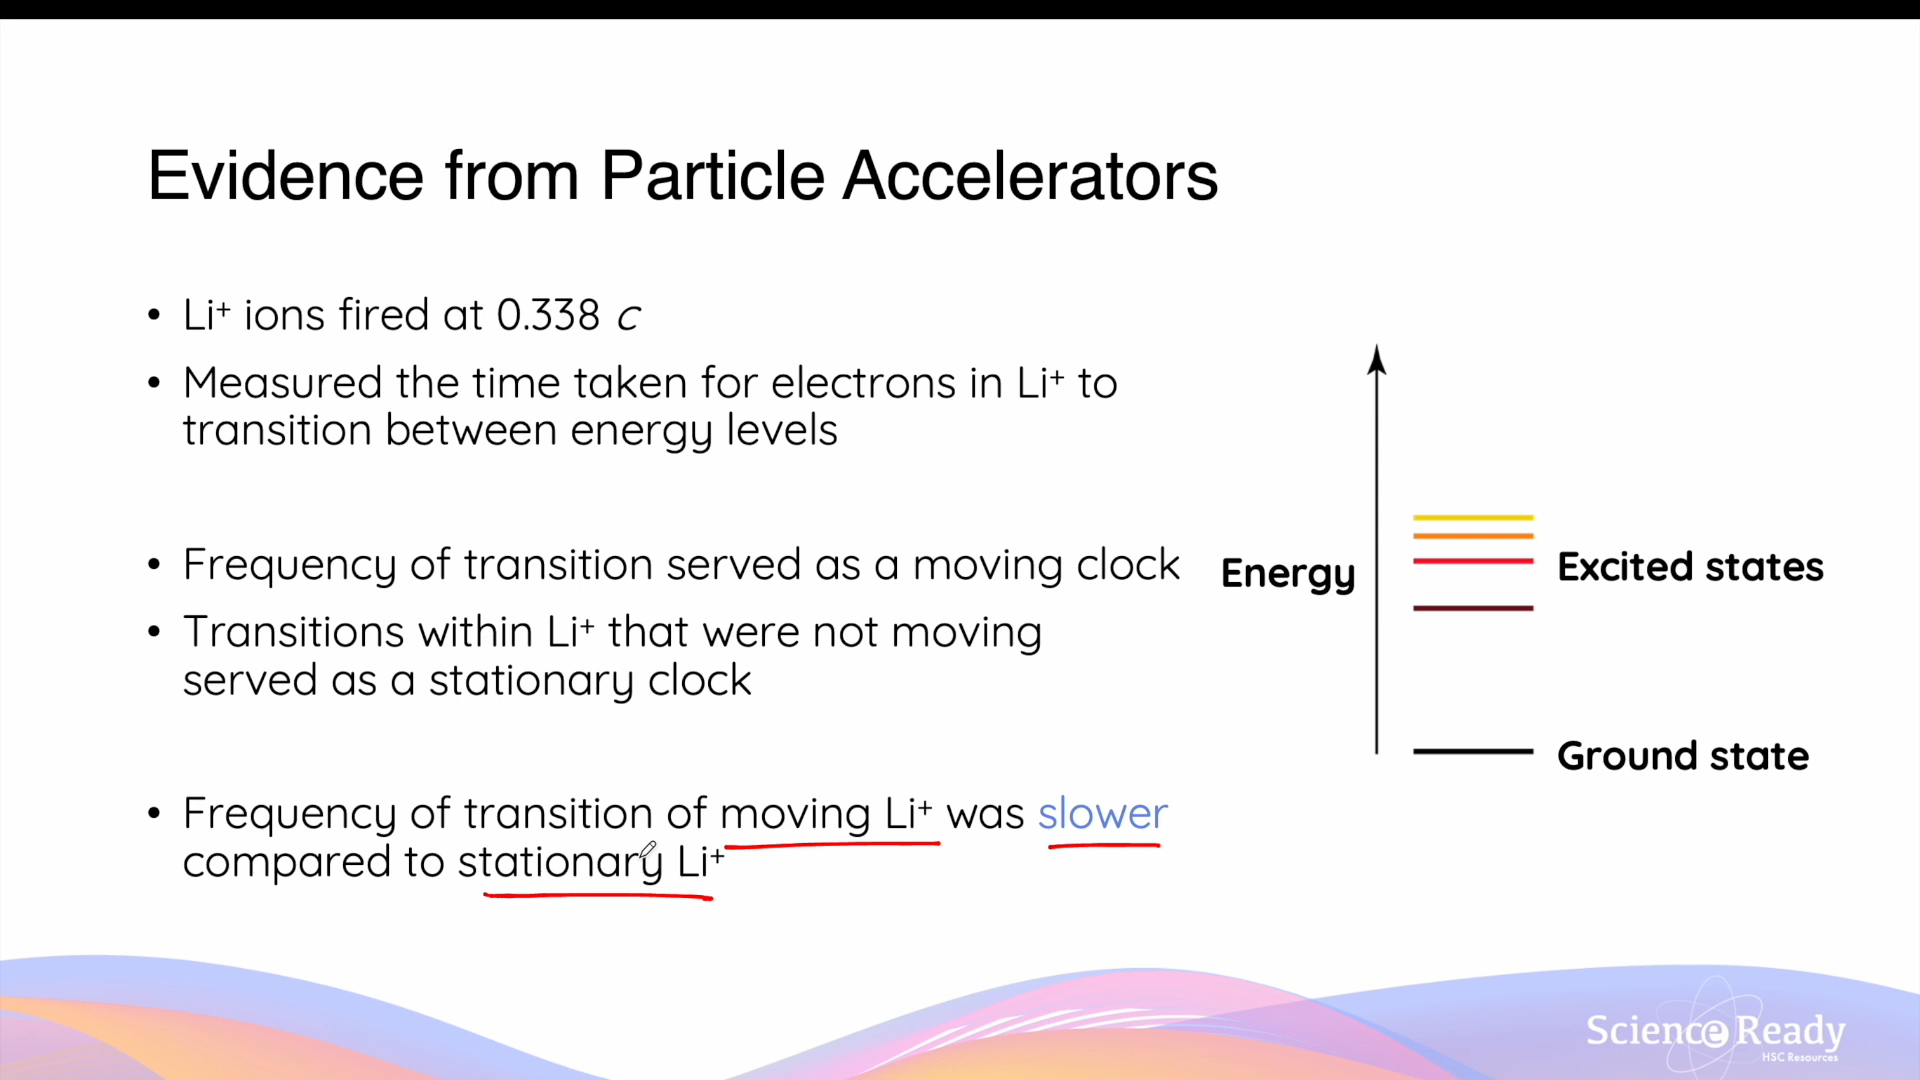 Evidence from Particle Accelerators
• Li⁺ ions fired at 0.338 c
• Measured the time taken for electrons in Li⁺ to
transition between energy levels
• Frequency of transition served as a moving clock
• Transitions within Li⁺ that were not moving
served as a stationary clock
• Frequency of transition of moving Li⁺ was slower
compared to stationary Li⁺
Energy
Excited states
Ground state
Science Ready
HSC Resources